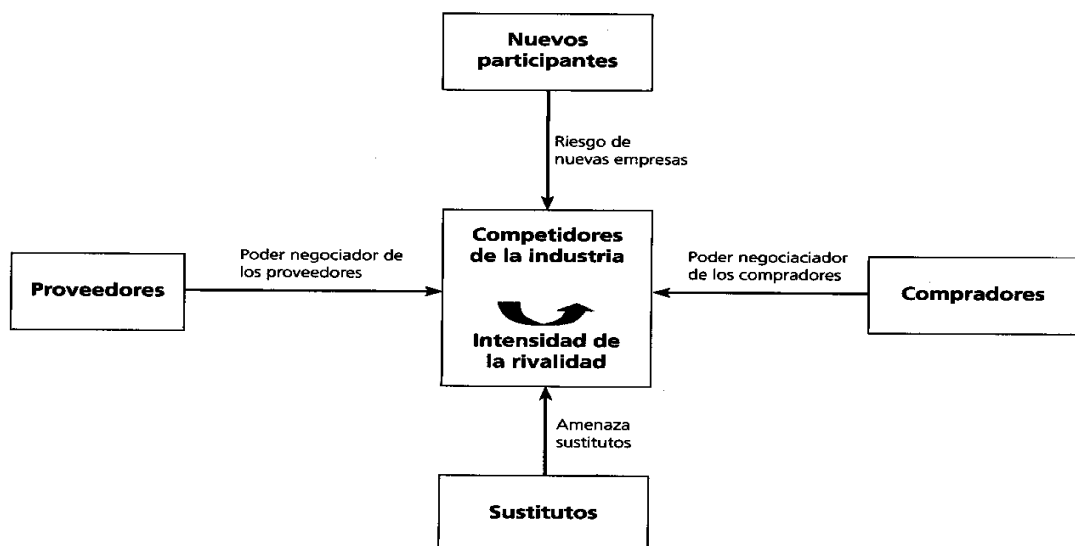 Nuevos
participantes
Riesgo de
nuevas empresas
Competidores
de la industria
Poder negociador de
los proveedores
Poder negociaciador
de los compradores
Proveedores
Compradores
Intensidad de
la rivalidad
Amenaza
sustitutos
Sustitutos